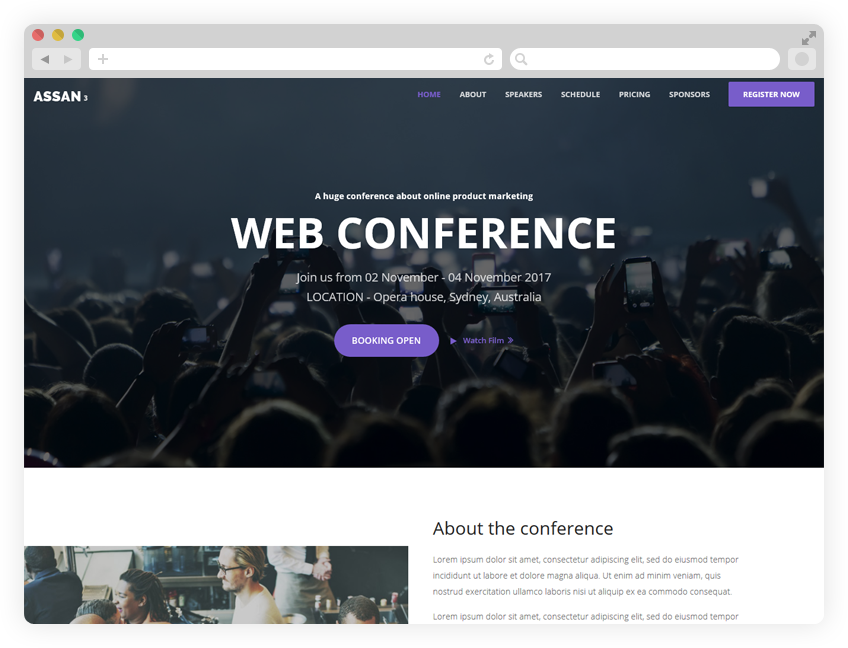 ASSAN 3
HOME ABOUT SPEAKERS SCHEDULE PRICING SPONSORS REGISTER NOW
A huge conference about online product marketing
WEB CONFERENCE
Join us from 02 November - 04 November 2017
LOCATION - Opera house, Sydney, Australia
BOOKING OPEN Watch Film
About the conference
Lorem ipsum dolor sit amet, consectetur adipiscing elit, sed do eiusmod tempor
incididunt ut labore et dolore magna aliqua. Ut enim ad minim veniam, quis
nostrud exercitation ullamco laboris nisi ut aliquip ex ea commodo consequat.
Lorem ipsum dolor sit amet, consectetur adipiscing elit, sed do eiusmod tempor